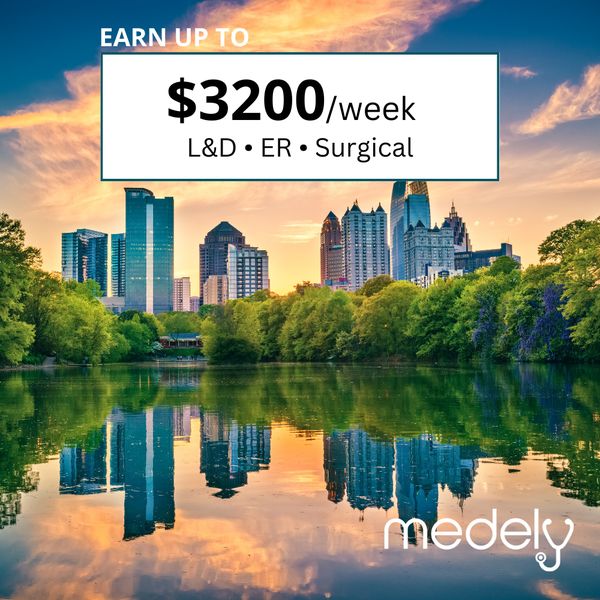 EARN UP TO
$3200/week
L&D • ER • Surgical
medely